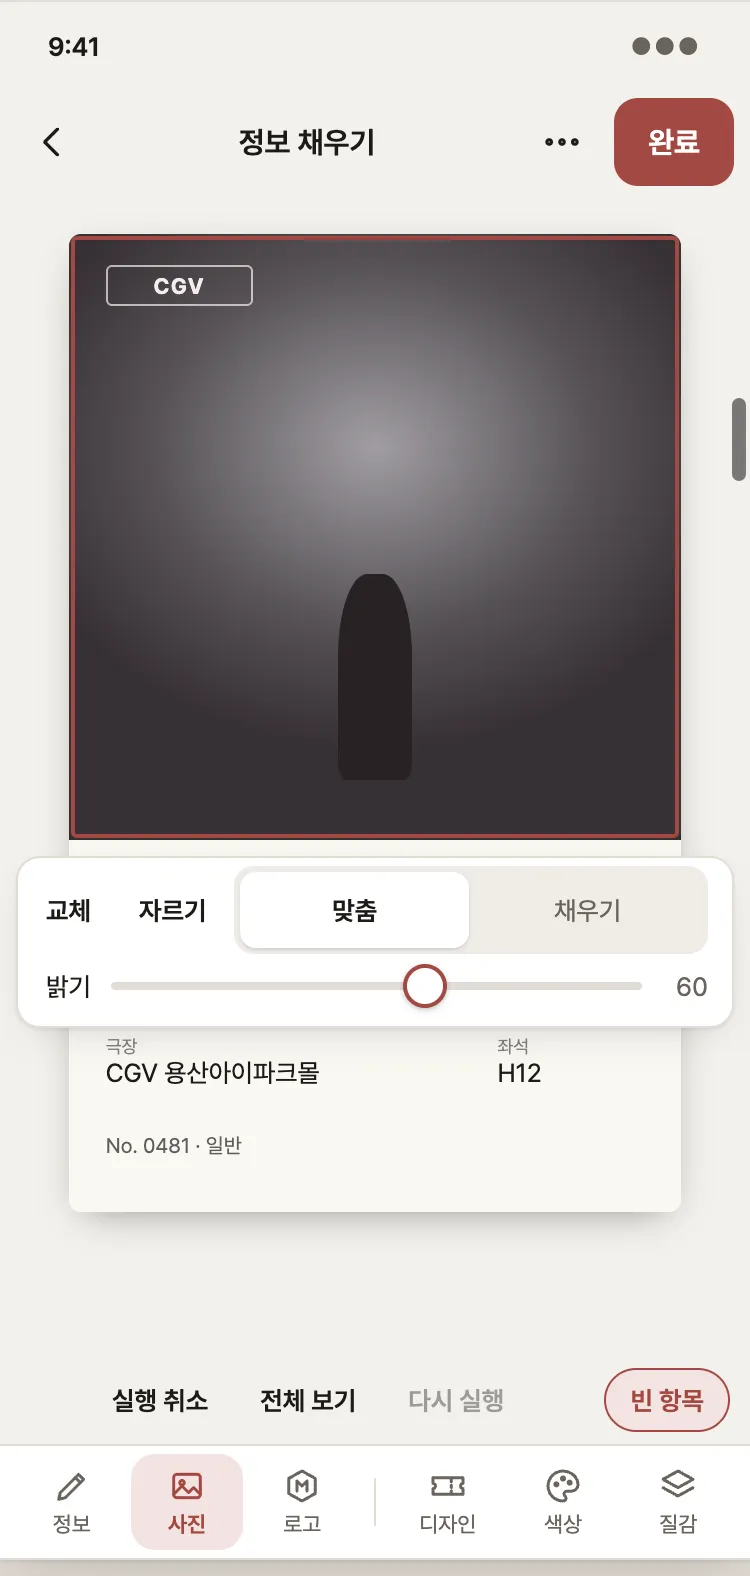 9:41
정보 채우기
완료
CGV
교체 자르기 맞춤 채우기
밝기 60
극장 좌석
CGV 용산아이파크몰 H12
No. 0481 · 일반
실행 취소 전체 보기 다시 실행 빈 항목
정보 사진 로고 디자인 색상 질감